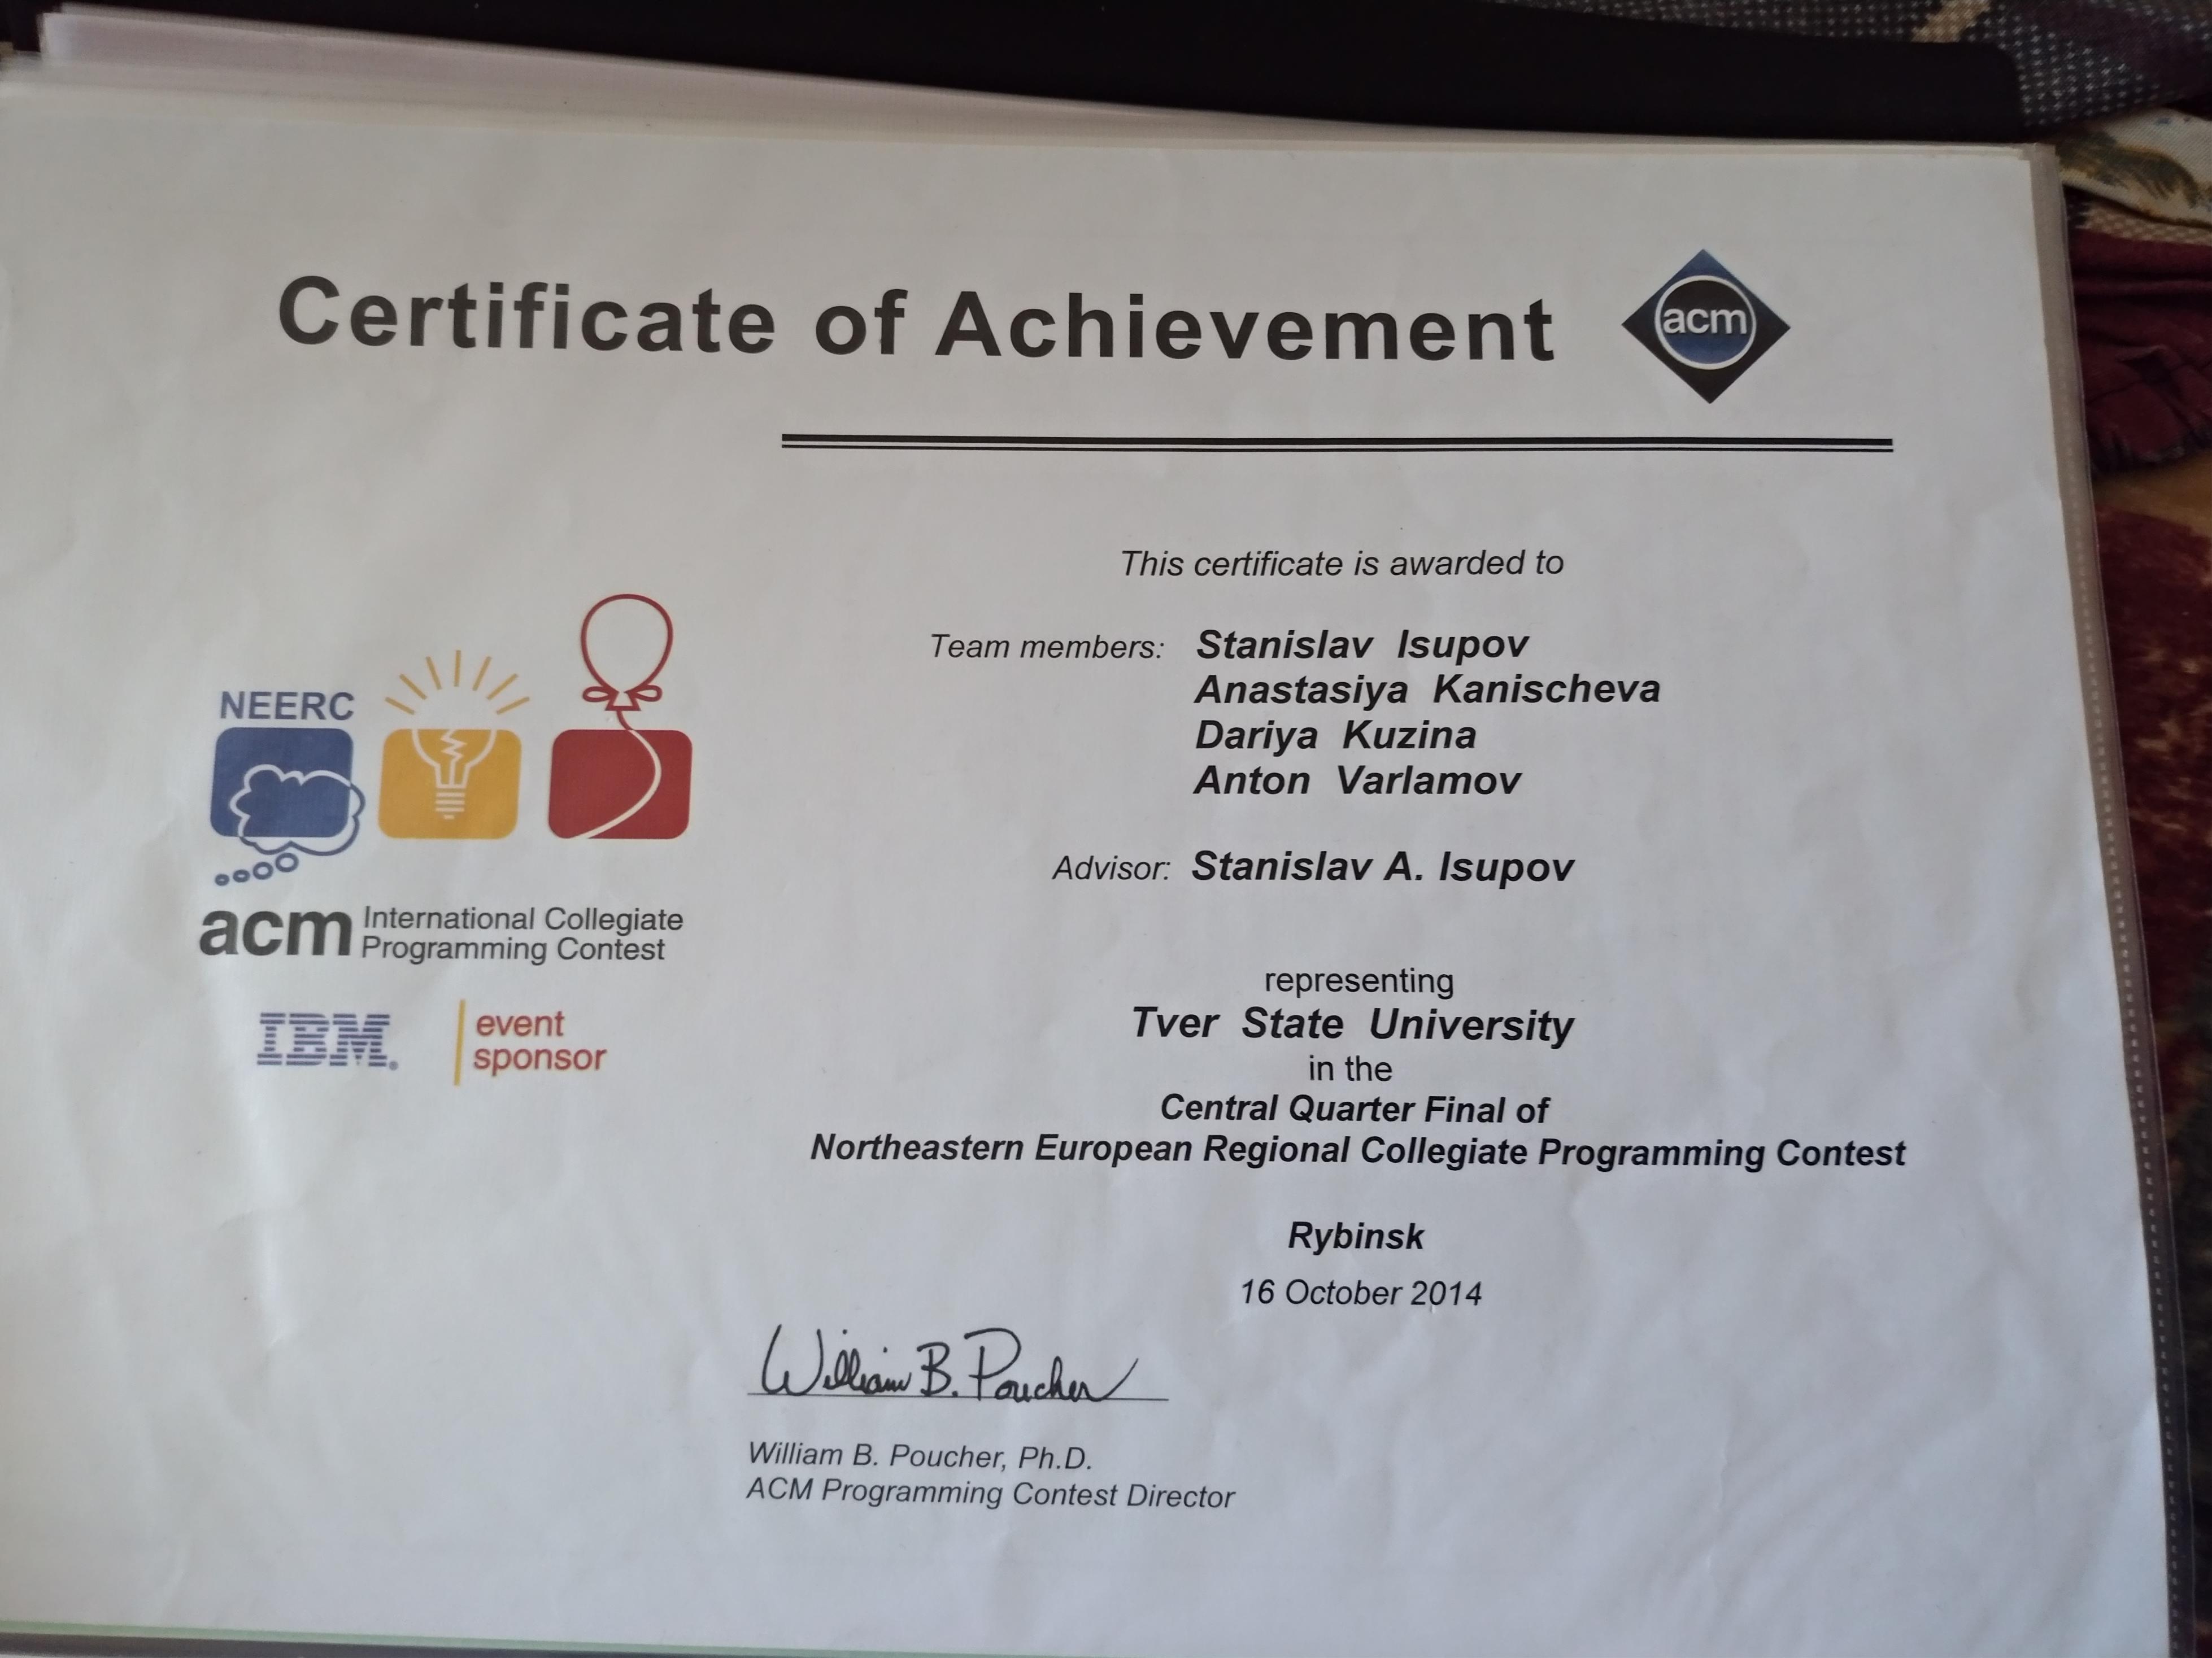 Certificate of Achievement
acm
This certificate is awarded to
Team members: Stanislav Isupov
Anastasiya Kanischeva
Dariya Kuzina
Anton Varlamov
Advisor: Stanislav A. Isupov
representing
Tver State University
in the
Central Quarter Final of
Northeastern European Regional Collegiate Programming Contest
Rybinsk
16 October 2014
NEERC
acm International Collegiate
Programming Contest
IBM. event
sponsor
William B. Poucher
William B. Poucher, Ph.D.
ACM Programming Contest Director